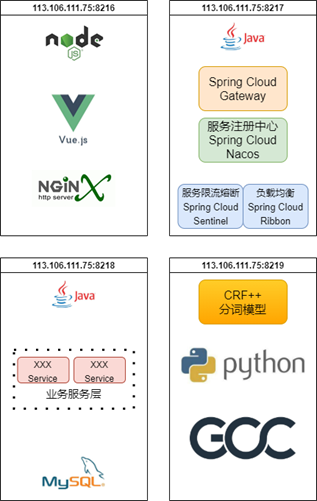 113.106.111.75:8216
node
JS
Vue.js
NGiNX
http server
113.106.111.75:8217
Java
Spring Cloud
Gateway
服务注册中心
Spring Cloud
Nacos
服务限流熔断
Spring Cloud
Sentinel
负载均衡
Spring Cloud
Ribbon
113.106.111.75:8218
Java
XXX
Service
XXX
Service
业务服务层
MySQL
113.106.111.75:8219
CRF++
分词模型
python
GCC